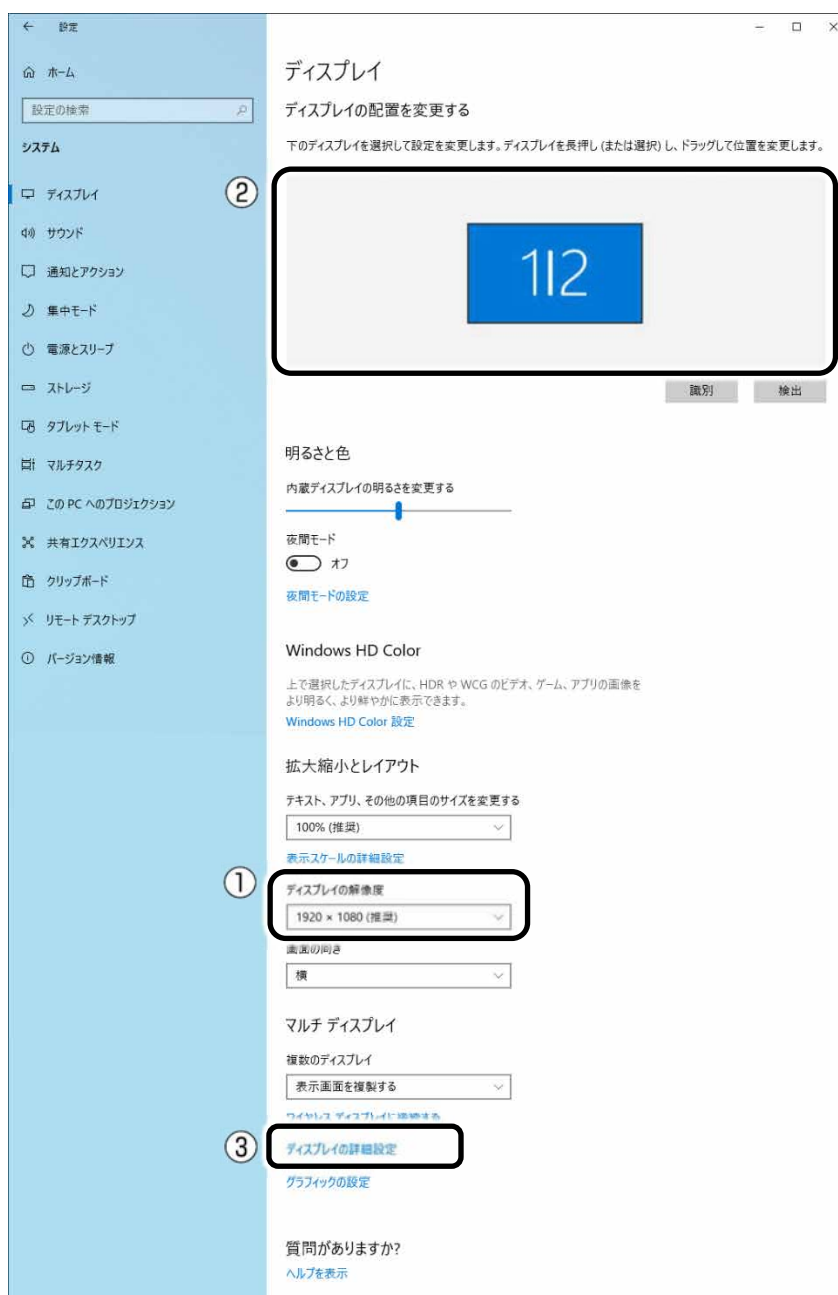 設定
ホーム
設定の検索
システム
ディスプレイ
サウンド
通知とアクション
集中モード
電源とスリープ
ストレージ
タブレット モード
マルチタスク
この PC へのプロジェクション
共有エクスペリエンス
クリップボード
リモート デスクトップ
バージョン情報
ディスプレイ
ディスプレイの配置を変更する
下のディスプレイを選択して設定を変更します。ディスプレイを長押し (または選択) し、ドラッグして位置を変更します。
②
1|2
識別 検出
明るさと色
内蔵ディスプレイの明るさを変更する
夜間モード
オフ
夜間モードの設定
Windows HD Color
上で選択したディスプレイに、HDR や WCG のビデオ、ゲーム、アプリの画像を
より明るく、より鮮やかに表示できます。
Windows HD Color 設定
拡大縮小とレイアウト
テキスト、アプリ、その他の項目のサイズを変更する
100% (推奨)
表示スケールの詳細設定
①
ディスプレイの解像度
1920 × 1080 (推奨)
画面の向き
横
マルチ ディスプレイ
複数のディスプレイ
表示画面を複製する
ワイヤレス ディスプレイに接続する
③
ディスプレイの詳細設定
グラフィックの設定
質問がありますか?
ヘルプを表示